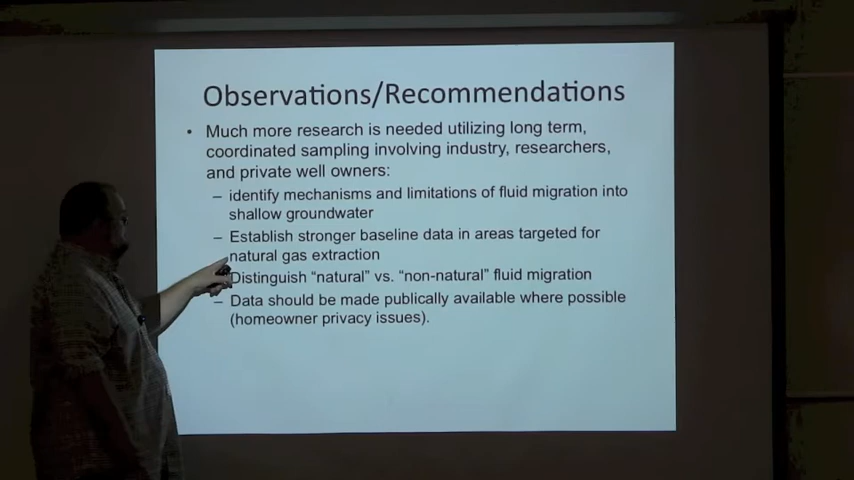 Observations/Recommendations
• Much more research is needed utilizing long term,
coordinated sampling involving industry, researchers,
and private well owners:
– identify mechanisms and limitations of fluid migration into
shallow groundwater
– Establish stronger baseline data in areas targeted for
natural gas extraction
Distinguish “natural” vs. “non-natural” fluid migration
– Data should be made publically available where possible
(homeowner privacy issues).